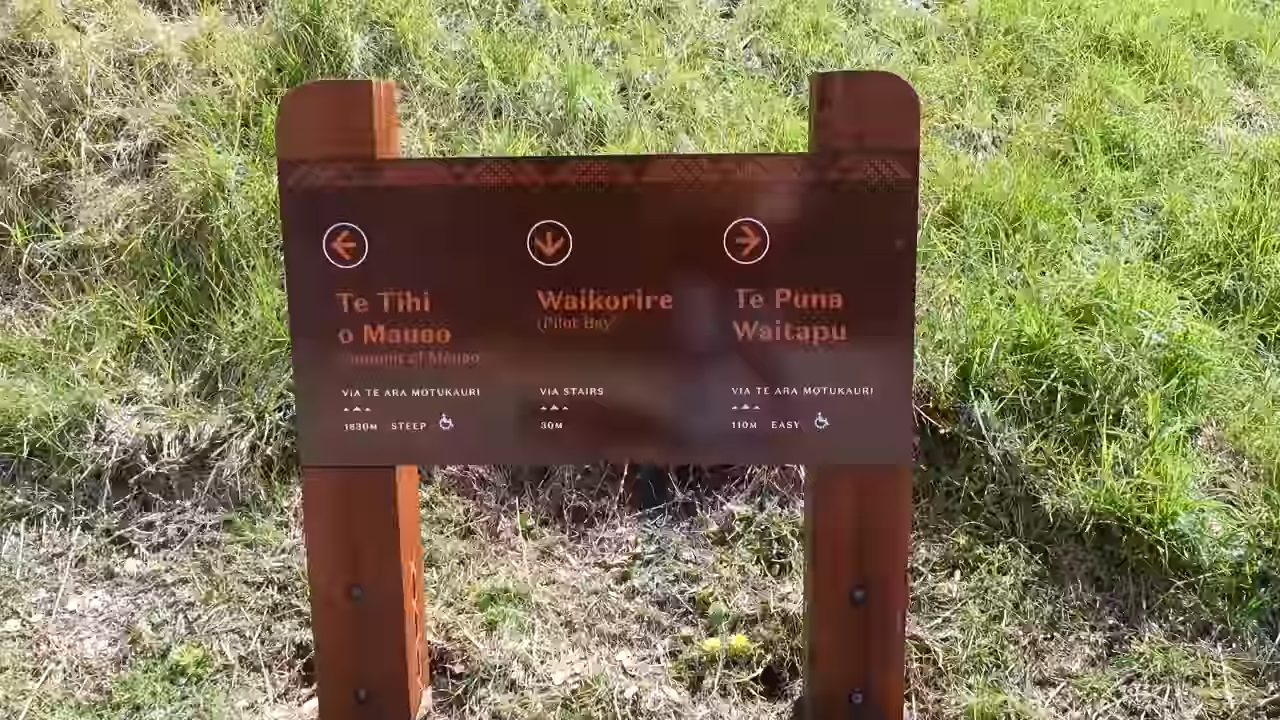 Te Tihi
o Mauao
Summit of Mauao
VIA TE ARA MOTUKAURI
1830M STEEP
Waikorire
(Pilot Bay)
VIA STAIRS
30M
Te Puna
Waitapu
VIA TE ARA MOTUKAURI
110M EASY